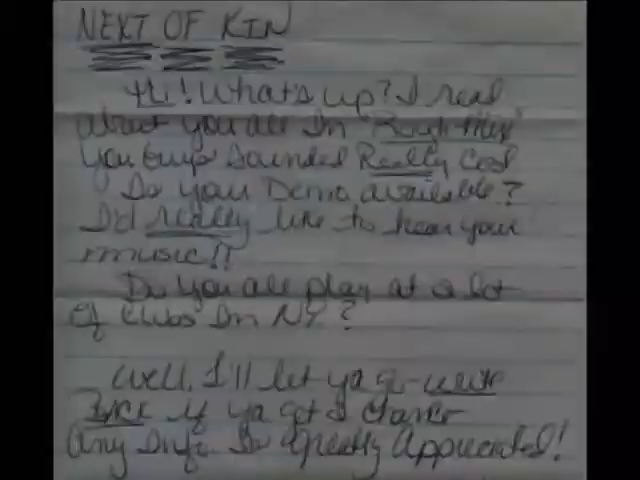 NEXT OF KIN
Hi! What's up? I read
about you all In "Rough Mix"
You Guys Sounded Really Cool
Is your Demo available?
I'd really like to hear your
music!!
Do you all play at a lot
of Clubs In NY?
Well, I'll let ya go - write
Back if ya get a chance
Any Info. Is Greatly Appreciated!